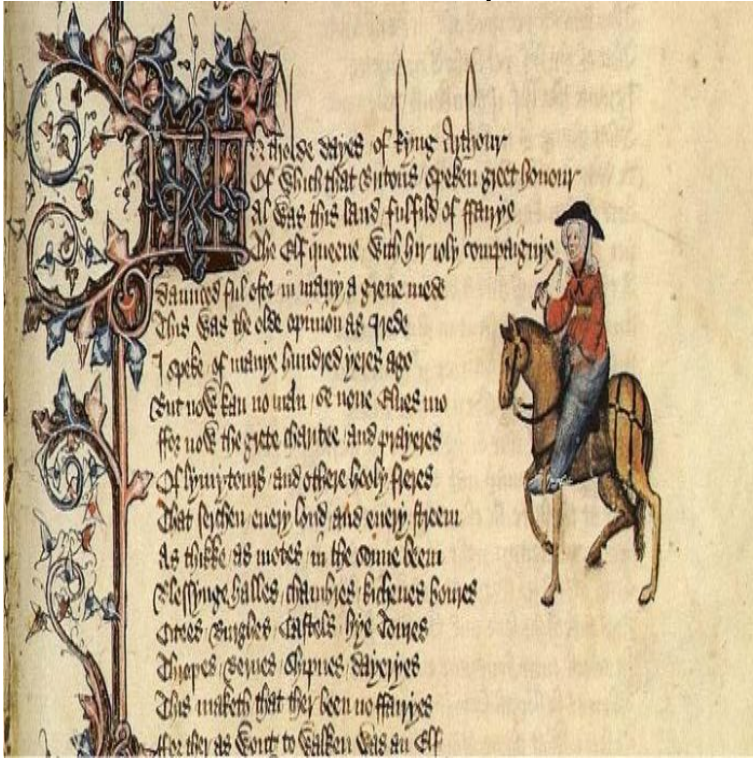 In tholde dayes of kyng Arthour
Of which that Britons speken greet honour
Al was this land fulfild of ffairye
The Elf queene with hir ioly compaignye
Daunced ful ofte in many a grene mede
This was the olde opinion as I rede
I speke of manye hundred yeres ago
But now kan no man se none Elues mo
ffor now the grete charitee and prayeres
Of lymytours and othere hooly freres
That serchen euery lond and euery streem
As thikke as motes in the sonne beem
Blessynge halles chambres kichenes boures
Citees Burghes Castels hye Toures
Thropes Bernes Shipnes dayeryes
This maketh that ther been no ffairyes
ffor ther as wont to walken was an Elf